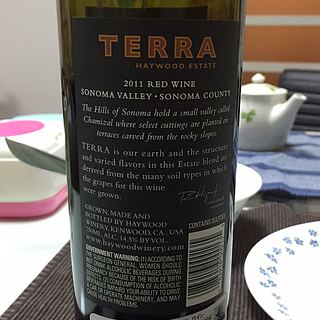 TERRA
HAYWOOD ESTATE
2011 RED WINE
SONOMA VALLEY • SONOMA COUNTY
The Hills of Sonoma hold a small valley called
Chamizal where select cuttings are planted on
terraces carved from the rocky slopes.
TERRA is our earth and the structure
and varied flavors in this Estate blend are
derived from the many soil types in which
the grapes for this wine
were grown.
GROWN, MADE AND
BOTTLED BY HAYWOOD
WINERY, KENWOOD, CA., USA
750ML ALC. 14.5% BY VOL.
www.haywoodwinery.com
CONTAINS SULFITES
GOVERNMENT WARNING: (1) ACCORDING TO
THE SURGEON GENERAL, WOMEN SHOULD
NOT DRINK ALCOHOLIC BEVERAGES DURING
PREGNANCY BECAUSE OF THE RISK OF BIRTH
DEFECTS. (2) CONSUMPTION OF ALCOHOLIC
BEVERAGES IMPAIRS YOUR ABILITY TO DRIVE
A CAR OR OPERATE MACHINERY, AND MAY
CAUSE HEALTH PROBLEMS.